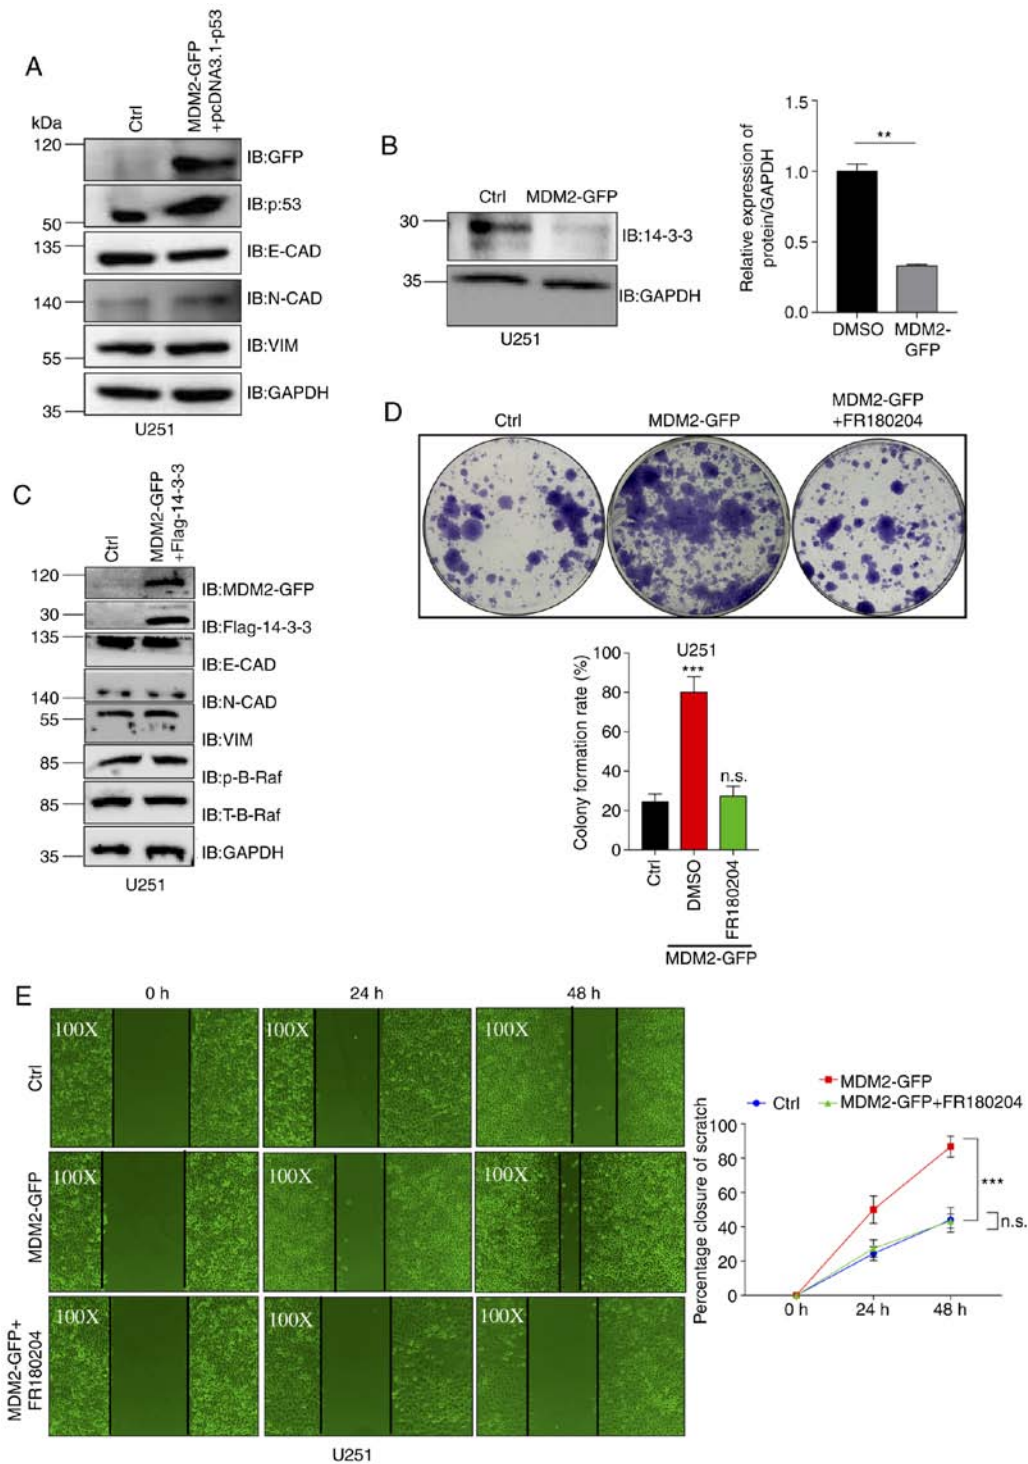 A
kDa
Ctrl
MDM2-GFP
+pcDNA3.1-p53
120
IB:GFP
IB:p:53
50
135
IB:E-CAD
140
IB:N-CAD
IB:VIM
55
IB:GAPDH
35
U251
B
Ctrl MDM2-GFP
30
IB:14-3-3
35
IB:GAPDH
U251
Relative expression of
protein/GAPDH
1.5
1.0
0.5
0.0
**
DMSO MDM2-
GFP
C
Ctrl
MDM2-GFP
+Flag-14-3-3
120
IB:MDM2-GFP
30
IB:Flag-14-3-3
135
IB:E-CAD
140
IB:N-CAD
55
IB:VIM
85
IB:p-B-Raf
85
IB:T-B-Raf
35
IB:GAPDH
U251
D
Ctrl
MDM2-GFP
MDM2-GFP
+FR180204
U251
Colony formation rate (%)
100
80
60
40
20
0
***
n.s.
Ctrl
DMSO
FR180204
MDM2-GFP
E
0 h
24 h
48 h
Ctrl
100X
100X
100X
MDM2-GFP
100X
100X
100X
MDM2-GFP+
FR180204
100X
100X
100X
U251
MDM2-GFP
Ctrl
MDM2-GFP+FR180204
Percentage closure of scratch
100
80
60
40
20
0
0 h
24 h
48 h
***
n.s.